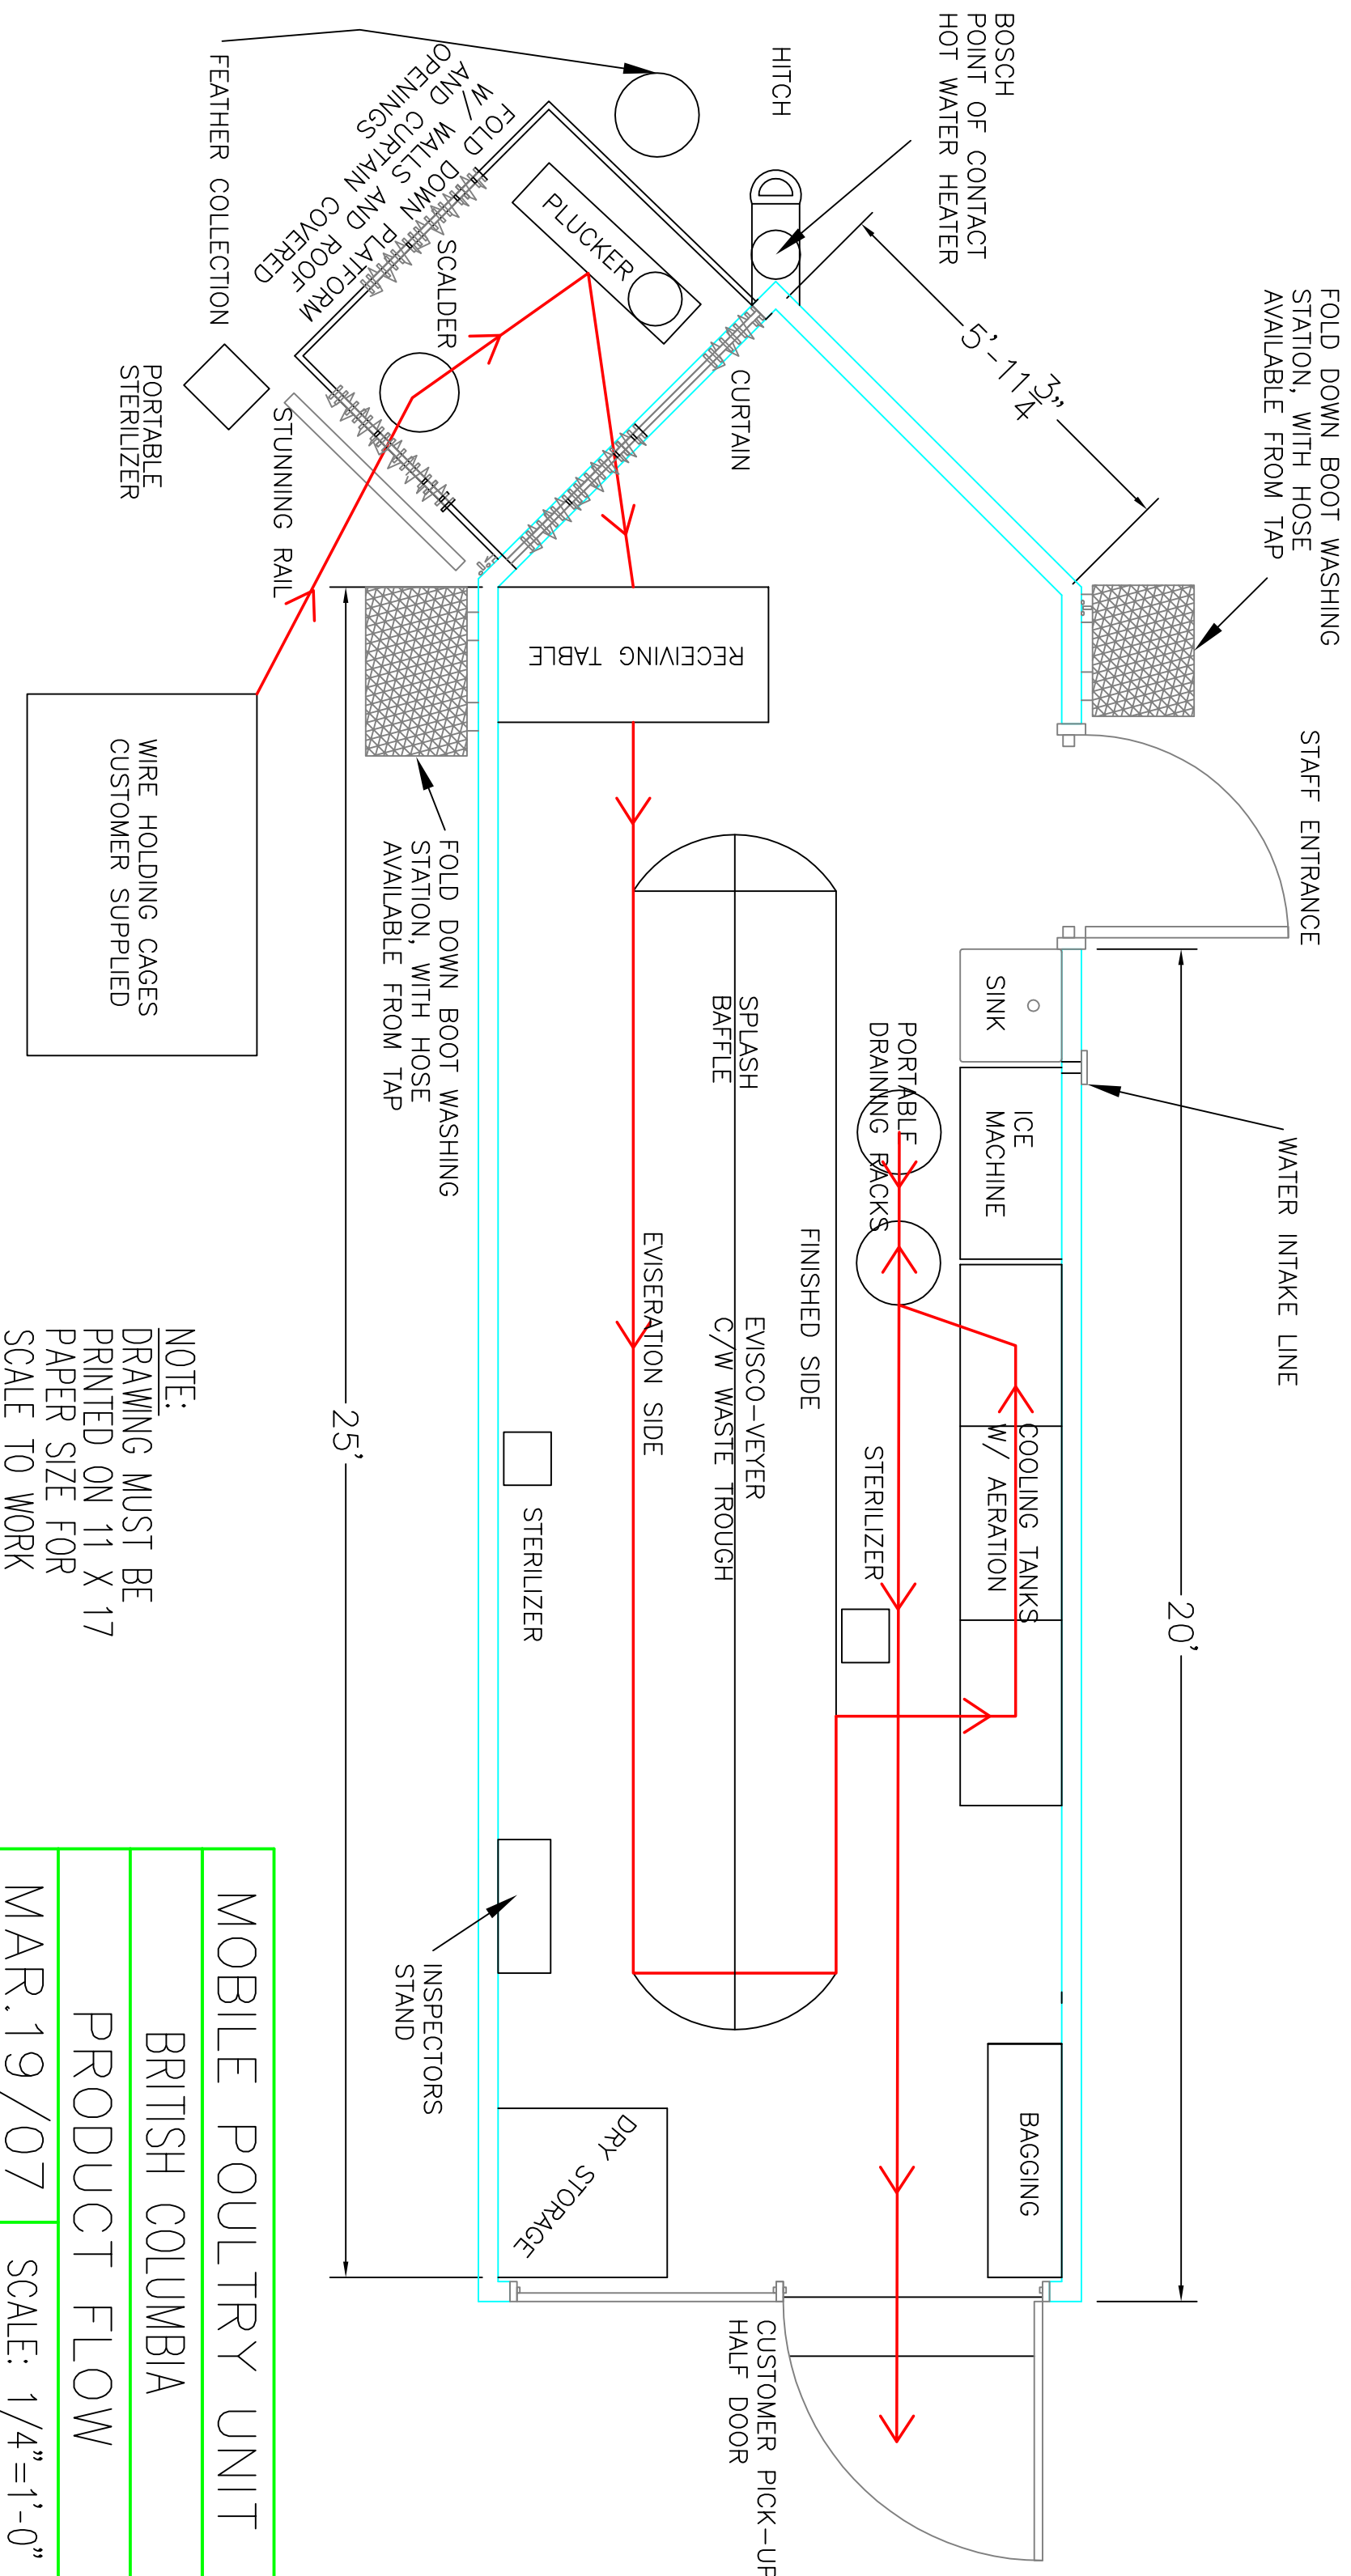 BOSCH
POINT OF CONTACT
HOT WATER HEATER
HITCH
FEATHER COLLECTION
FOLD DOWN PLATFORM
W/ WALLS AND ROOF
AND CURTAIN COVERED
OPENINGS
PLUCKER
SCALDER
CURTAIN
PORTABLE
STERILIZER
STUNNING RAIL
5'-11 3/4"
FOLD DOWN BOOT WASHING
STATION, WITH HOSE
AVAILABLE FROM TAP
STAFF ENTRANCE
WATER INTAKE LINE
RECEIVING TABLE
WIRE HOLDING CAGES
CUSTOMER SUPPLIED
FOLD DOWN BOOT WASHING
STATION, WITH HOSE
AVAILABLE FROM TAP
SINK
ICE
MACHINE
PORTABLE
DRAINING RACKS
SPLASH
BAFFLE
FINISHED SIDE
EVISERATION SIDE
EVISCO-VEYER
C/W WASTE TROUGH
COOLING TANKS
W/ AERATION
STERILIZER
STERILIZER
20'
25'
INSPECTORS
STAND
DRY STORAGE
BAGGING
CUSTOMER PICK-UP
HALF DOOR
NOTE:
DRAWING MUST BE
PRINTED ON 11 X 17
PAPER SIZE FOR
SCALE TO WORK
MOBILE POULTRY UNIT
BRITISH COLUMBIA
PRODUCT FLOW
MAR.19/07
SCALE: 1/4"=1'-0"